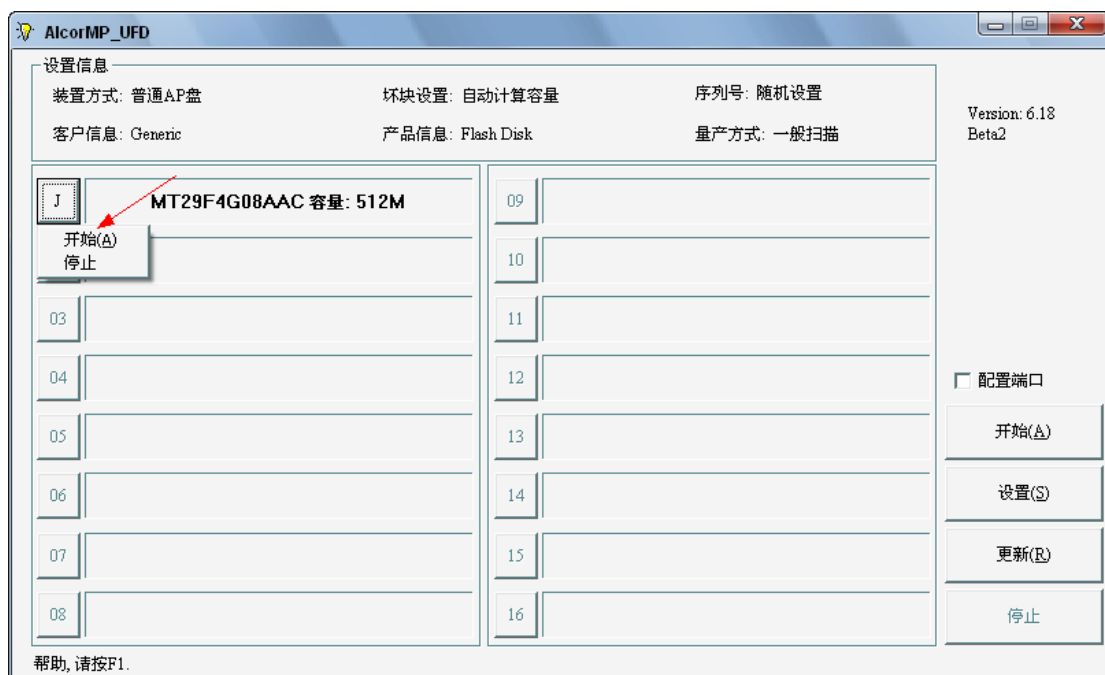 AlcorMP_UFD
设置信息
装置方式: 普通AP盘 坏块设置: 自动计算容量 序列号: 随机设置
客户信息: Generic 产品信息: Flash Disk 量产方式: 一般扫描
Version: 6.18
Beta2
J MT29F4G08AAC 容量: 512M 09
开始(A)
停止
10
03 11
04 12
05 13
06 14
07 15
08 16
配置端口
开始(A)
设置(S)
更新(R)
停止
帮助, 请按F1.